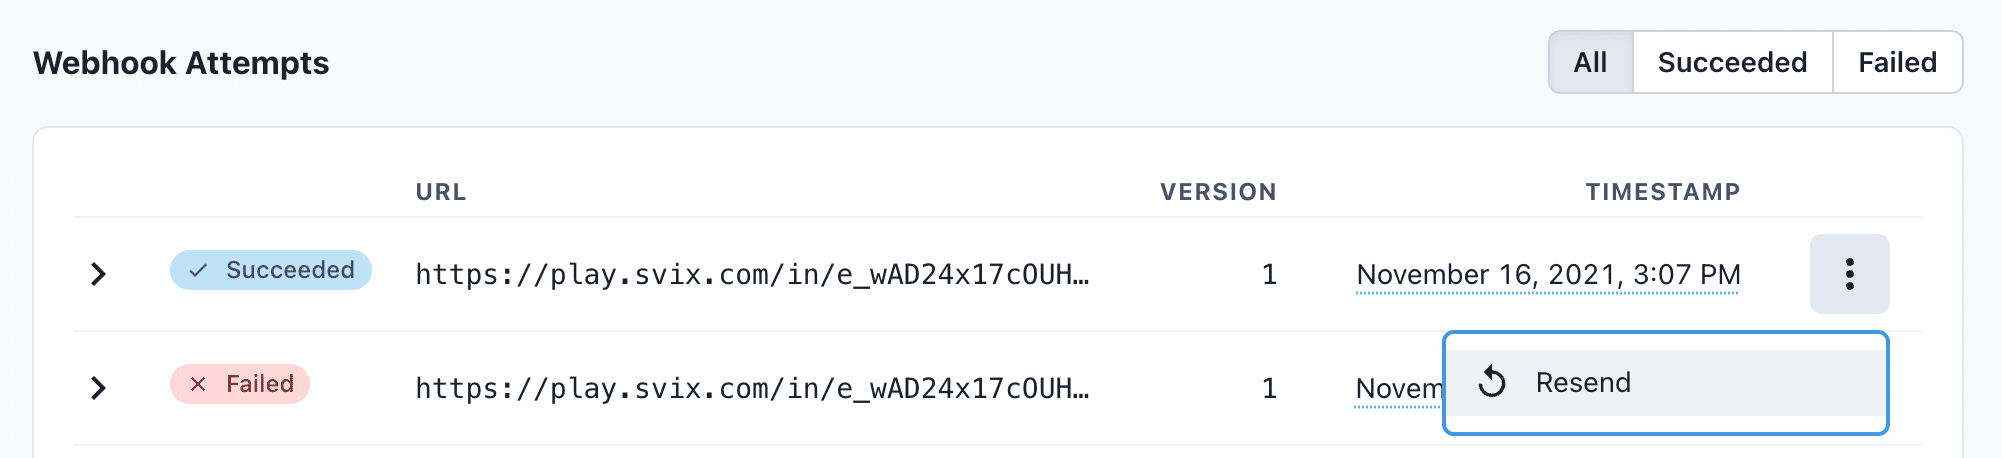 Webhook Attempts
All Succeeded Failed
URL VERSION TIMESTAMP
Succeeded https://play.svix.com/in/e_wAD24x17cOUH… 1 November 16, 2021, 3:07 PM
Failed https://play.svix.com/in/e_wAD24x17cOUH… 1 Novem
Resend